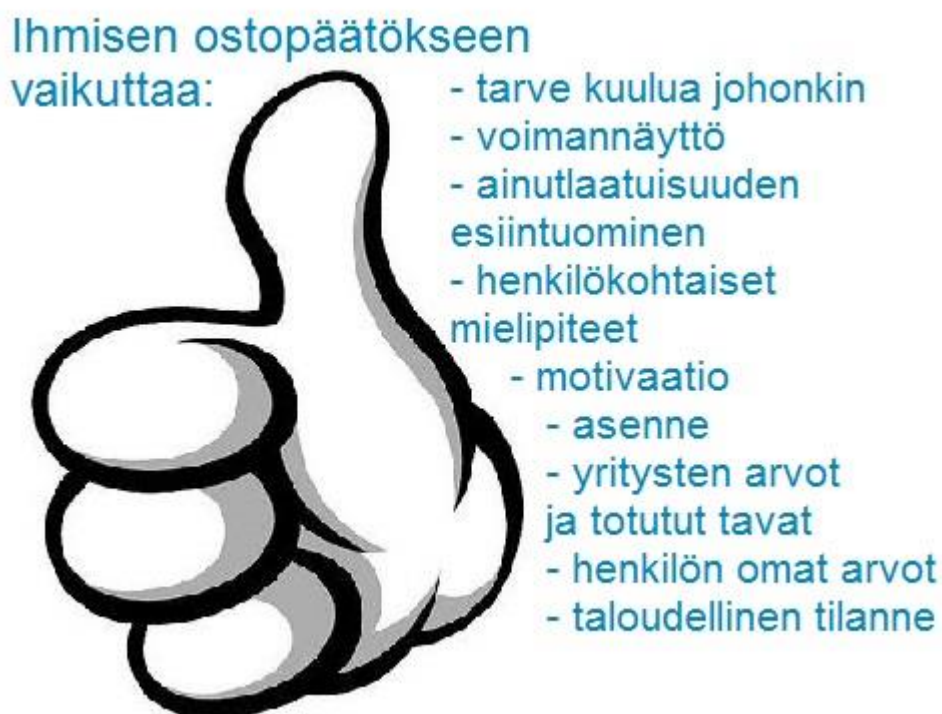 Ihmisen ostopäätökseen
vaikuttaa:
- tarve kuulua johonkin
- voimannäyttö
- ainutlaatuisuuden
esiintuominen
- henkilökohtaiset
mielipiteet
- motivaatio
- asenne
- yritysten arvot
ja totutut tavat
- henkilön omat arvot
- taloudellinen tilanne